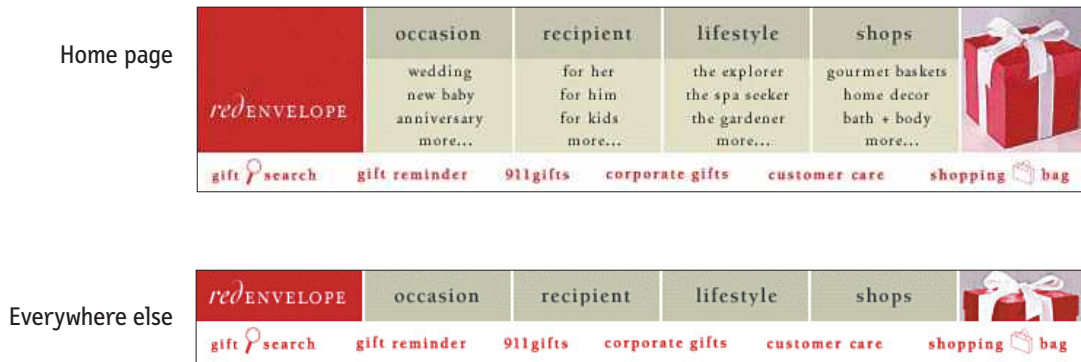 Home page
occasion recipient lifestyle shops
wedding for her the explorer gourmet baskets
new baby for him the spa seeker home decor
redENVELOPE anniversary for kids the gardener bath + body
more... more... more... more...
gift search gift reminder 911gifts corporate gifts customer care shopping bag
Everywhere else
redENVELOPE occasion recipient lifestyle shops
gift search gift reminder 911gifts corporate gifts customer care shopping bag